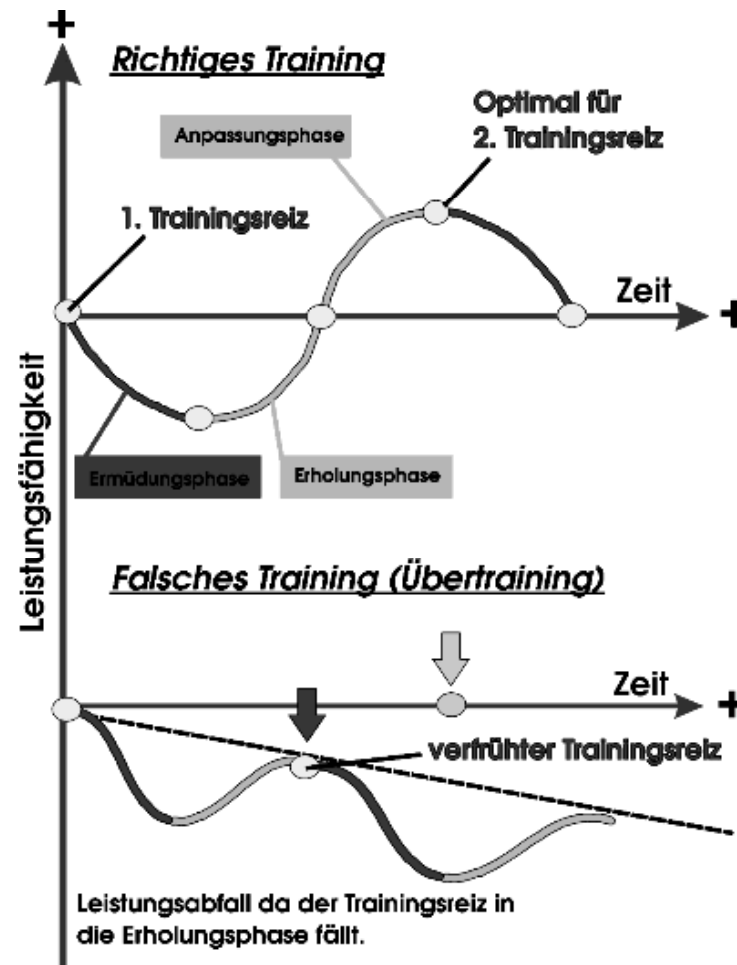 +
Richtiges Training
Optimal für
2. Trainingsreiz
Anpassungsphase
1. Trainingsreiz
Zeit
+
Leistungsfähigkeit
Ermüdungsphase
Erholungsphase
Falsches Training (Übertraining)
Zeit
+
verfrühter Trainingsreiz
Leistungsabfall da der Trainingsreiz in
die Erholungsphase fällt.